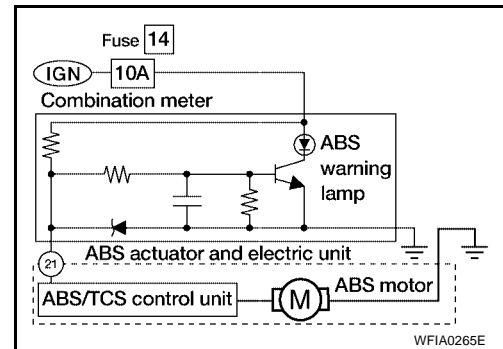 Fuse 14
IGN 10A
Combination meter
ABS
warning
lamp
ABS actuator and electric unit
21
ABS/TCS control unit
M
ABS motor
WFIA0265E